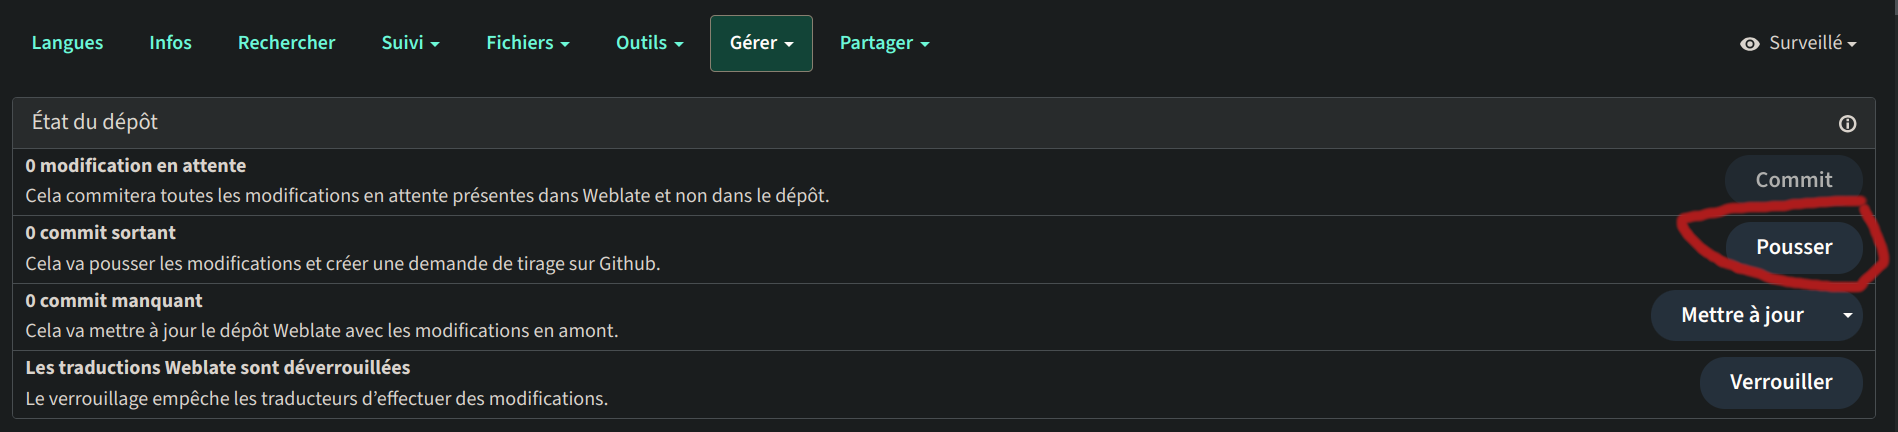 Langues Infos Rechercher Suivi Fichiers Outils Gérer Partager Surveillé
État du dépôt
0 modification en attente
Cela commitera toutes les modifications en attente présentes dans Weblate et non dans le dépôt.
Commit
0 commit sortant
Cela va pousser les modifications et créer une demande de tirage sur Github.
Pousser
0 commit manquant
Cela va mettre à jour le dépôt Weblate avec les modifications en amont.
Mettre à jour
Les traductions Weblate sont déverrouillées
Le verrouillage empêche les traducteurs d’effectuer des modifications.
Verrouiller